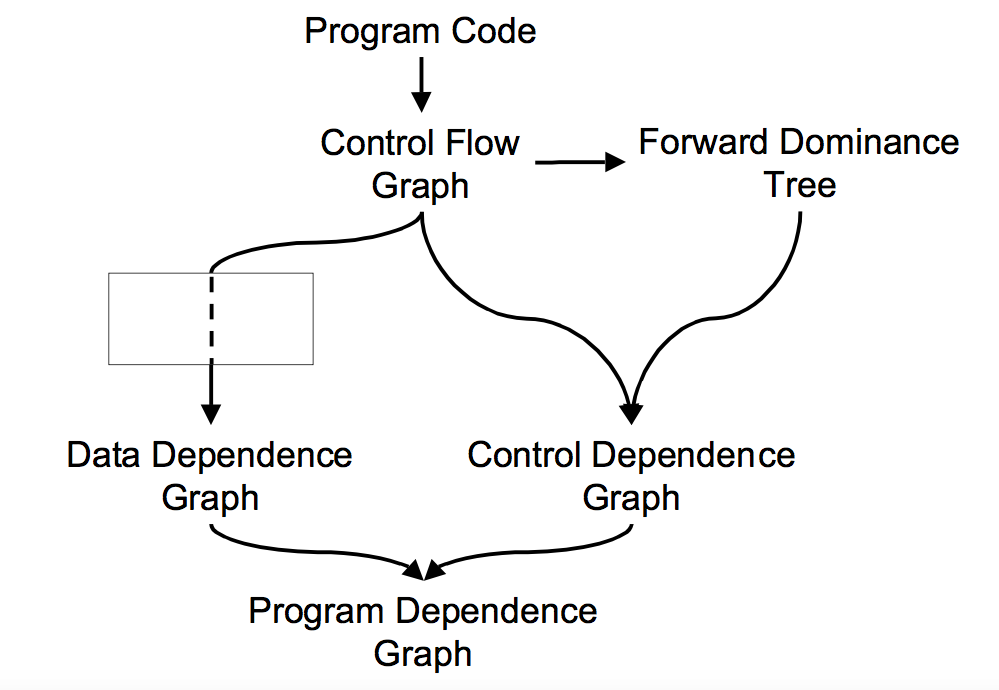 Program Code
Control Flow
Graph
Forward Dominance
Tree
Data Dependence
Graph
Control Dependence
Graph
Program Dependence
Graph